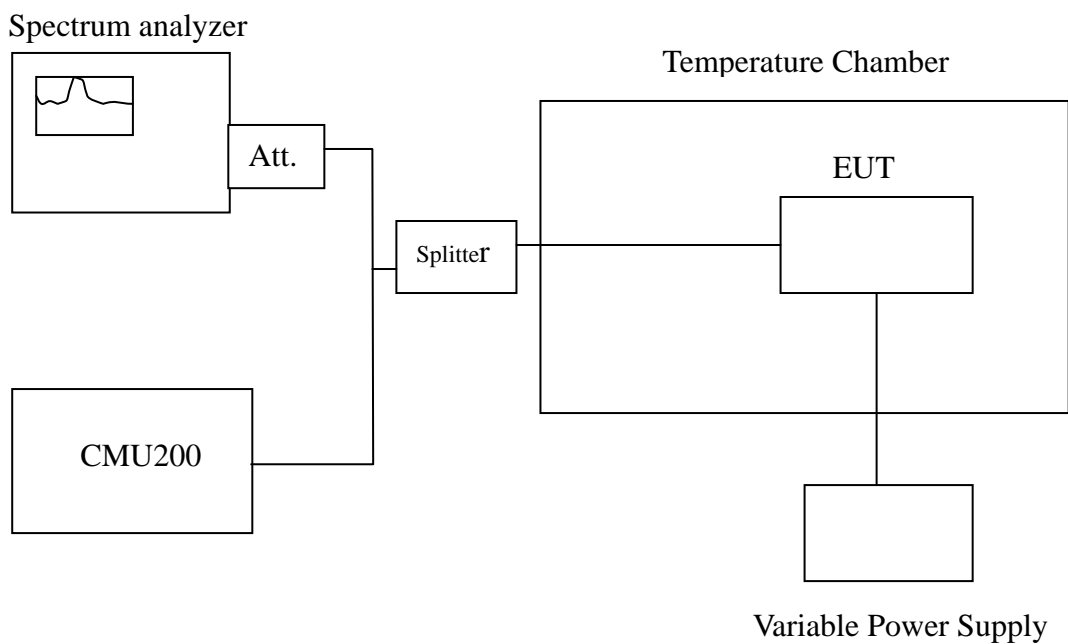 Spectrum analyzer
Temperature Chamber
Att.
EUT
Splitter
CMU200
Variable Power Supply